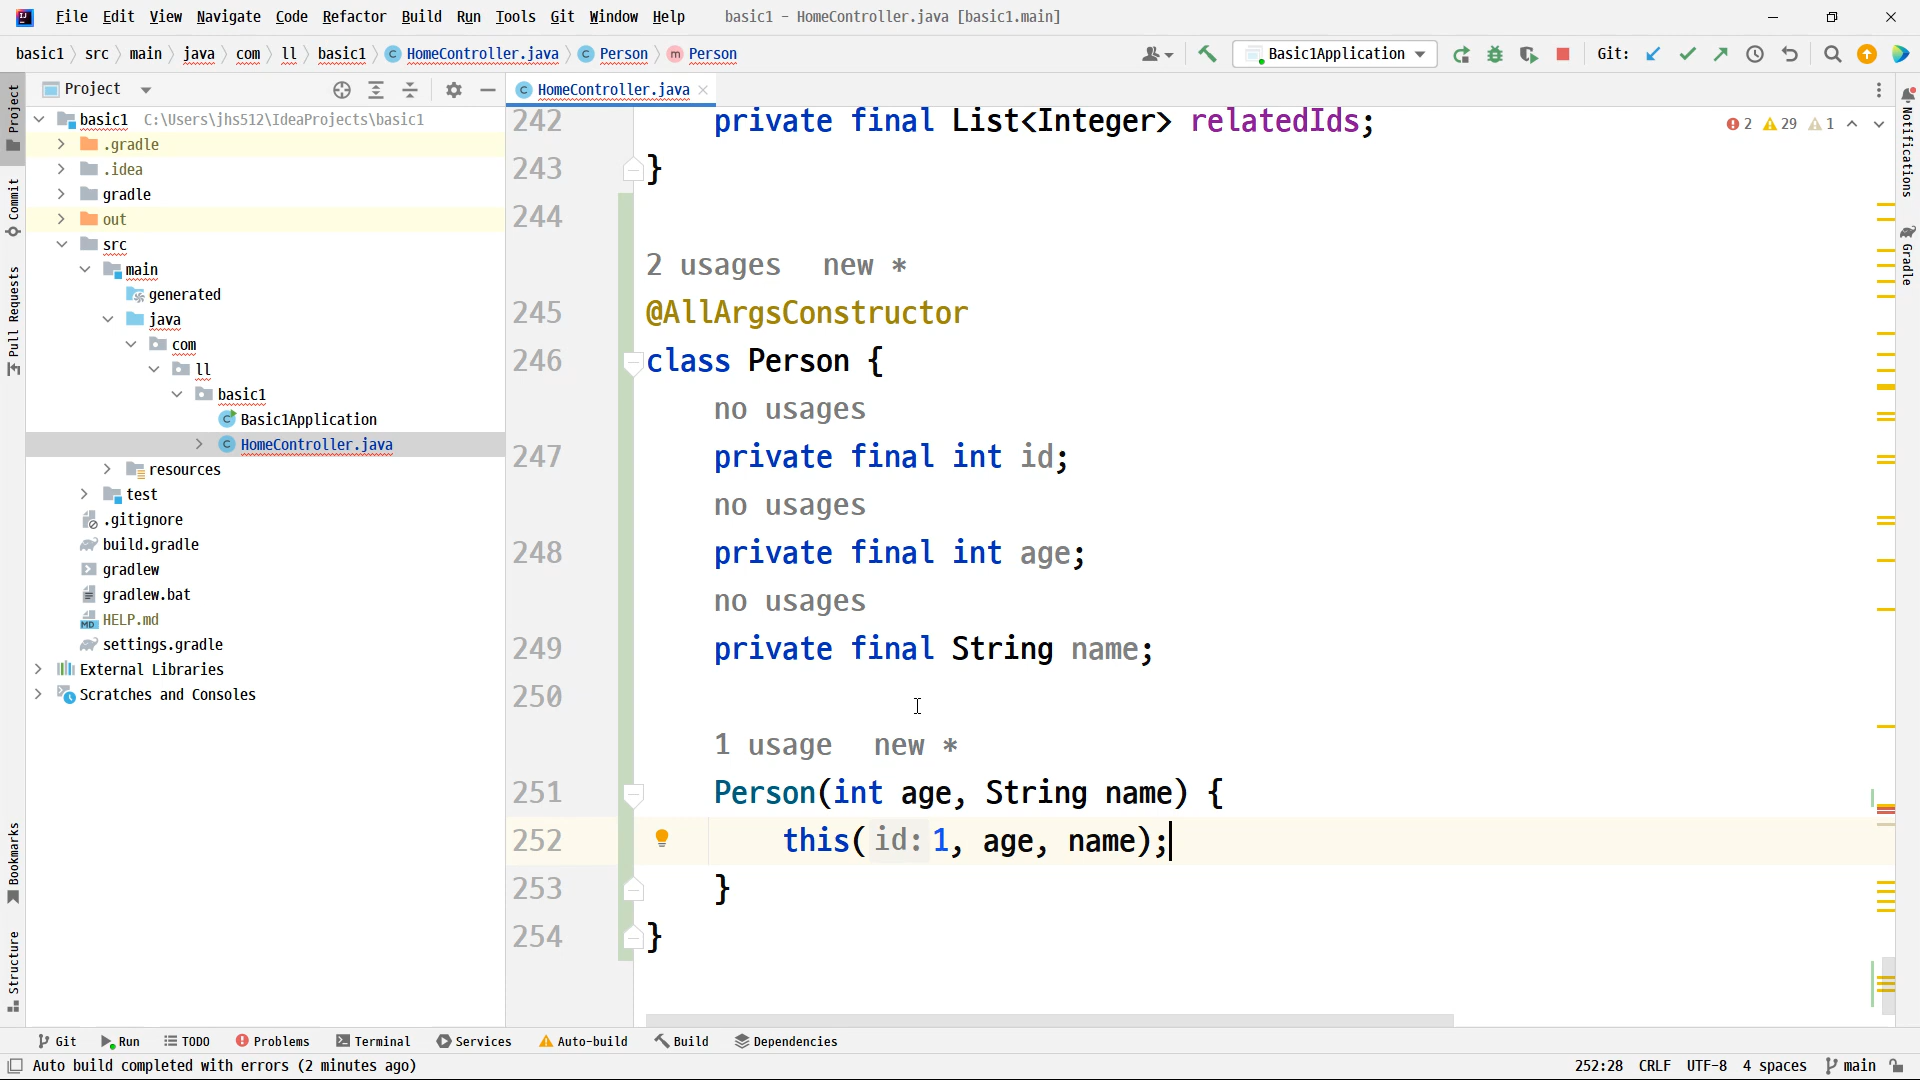 File Edit View Navigate Code Refactor Build Run Tools Git Window Help basic1 - HomeController.java [basic1.main]
basic1 src main java com ll basic1 HomeController.java Person Person Basic1Application Git:
Project
HomeController.java
basic1 C:\Users\jhs512\IdeaProjects\basic1
.gradle
.idea
gradle
out
src
main
generated
java
com
ll
basic1
Basic1Application
HomeController.java
resources
test
.gitignore
build.gradle
gradlew
gradlew.bat
HELP.md
settings.gradle
External Libraries
Scratches and Consoles
Project
Commit
Pull Requests
Bookmarks
Structure
2 29 1
242 private final List<Integer> relatedIds;
243 }
244
2 usages new *
245 @AllArgsConstructor
246 class Person {
no usages
247 private final int id;
no usages
248 private final int age;
no usages
249 private final String name;
250
1 usage new *
251 Person(int age, String name) {
252 this( id: 1, age, name);
253 }
254 }
Notifications
Gradle
Git Run TODO Problems Terminal Services Auto-build Build Dependencies
Auto build completed with errors (2 minutes ago) 252:28 CRLF UTF-8 4 spaces main